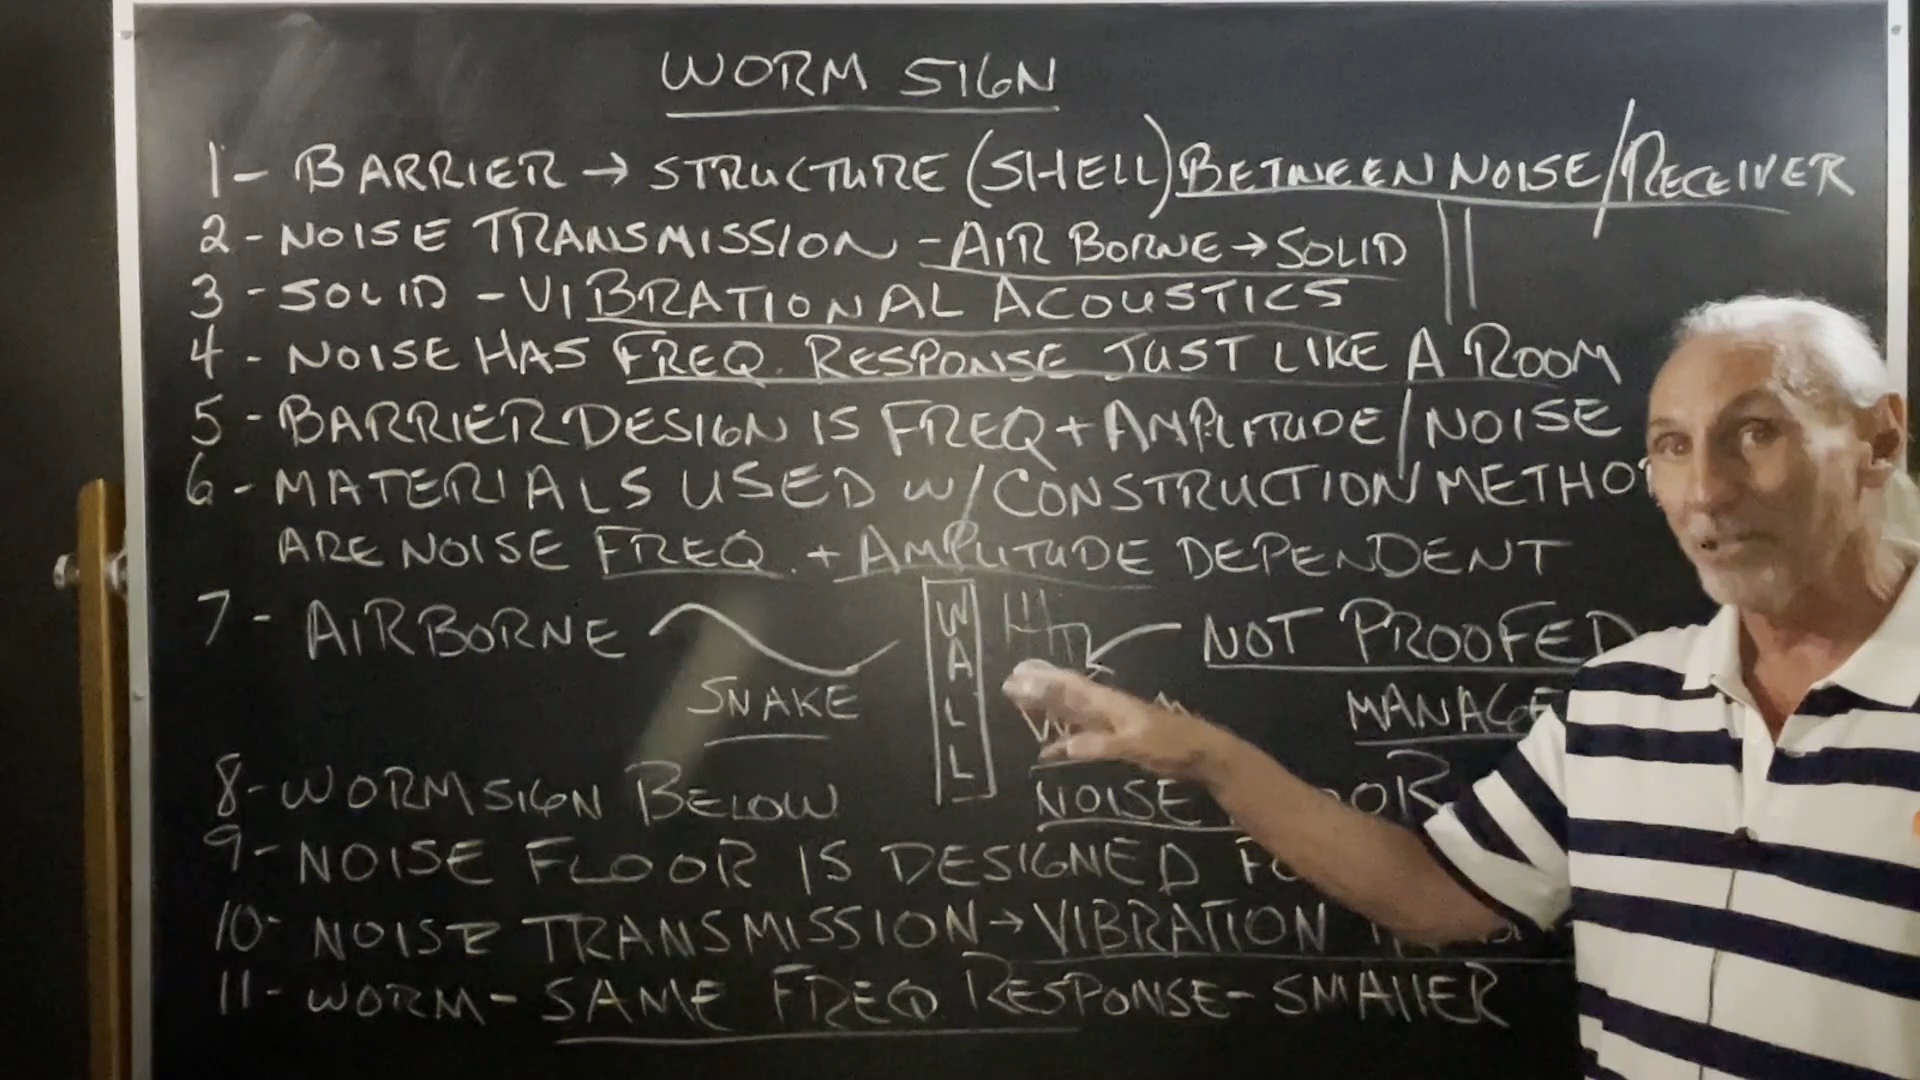 WORM SIGN
1- BARRIER → STRUCTURE (SHELL) BETWEEN NOISE/RECEIVER
2 - NOISE TRANSMISSION - AIR BORNE → SOLID
3 - SOLID - VIBRATIONAL ACOUSTICS
4 - NOISE HAS FREQ. RESPONSE JUST LIKE A ROOM
5 - BARRIER DESIGN IS FREQ + AMPLITUDE/NOISE
6 - MATERIALS USED W/ CONSTRUCTION METHO
ARE NOISE FREQ. + AMPLITUDE DEPENDENT
7 - AIRBORNE WALL NOT PROOFED
SNAKE MANAGE
8- WORM SIGN BELOW NOISE OOR
9- NOISE FLOOR IS DESIGNED
10- NOISE TRANSMISSION → VIBRATION
11- WORM - SAME FREQ RESPONSE - SMALLER